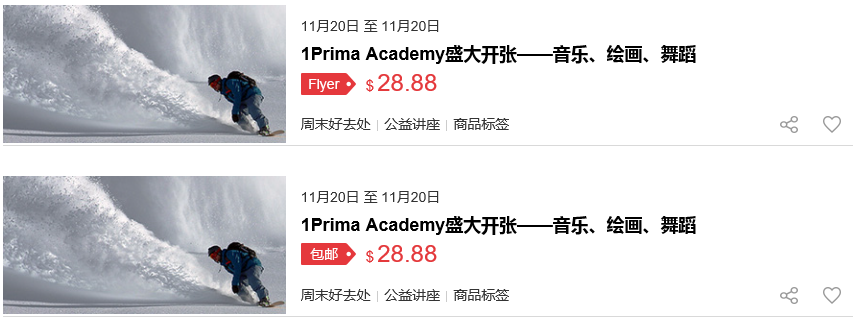 11月20日 至 11月20日
1Prima Academy盛大开张——音乐、绘画、舞蹈
Flyer $ 28.88
周末好去处 | 公益讲座 | 商品标签
11月20日 至 11月20日
1Prima Academy盛大开张——音乐、绘画、舞蹈
包邮 $ 28.88
周末好去处 | 公益讲座 | 商品标签